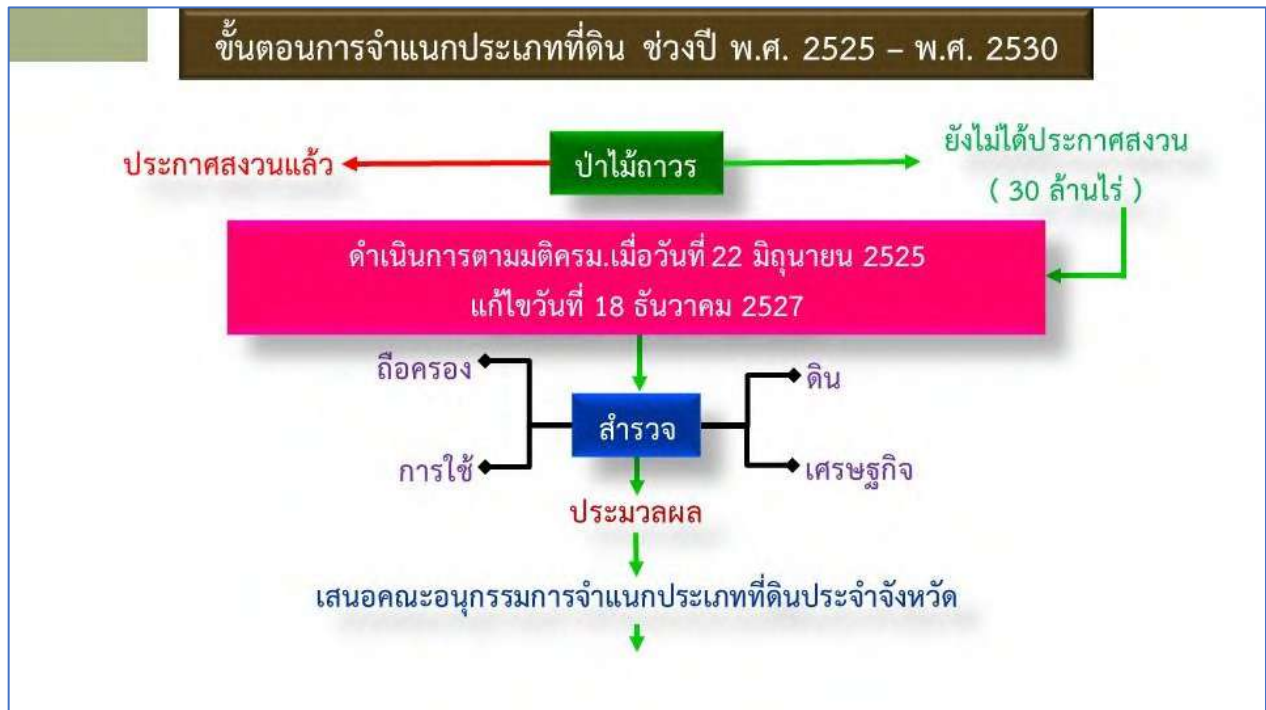 ขั้นตอนการจำแนกประเภทที่ดิน ช่วงปี พ.ศ. 2525 – พ.ศ. 2530
ประกาศสงวนแล้ว
ป่าไม้ถาวร
ยังไม่ได้ประกาศสงวน
( 30 ล้านไร่ )
ดำเนินการตามมติครม.เมื่อวันที่ 22 มิถุนายน 2525
แก้ไขวันที่ 18 ธันวาคม 2527
ถือครอง
ดิน
สำรวจ
การใช้
เศรษฐกิจ
ประมวลผล
เสนอคณะอนุกรรมการจำแนกประเภทที่ดินประจำจังหวัด